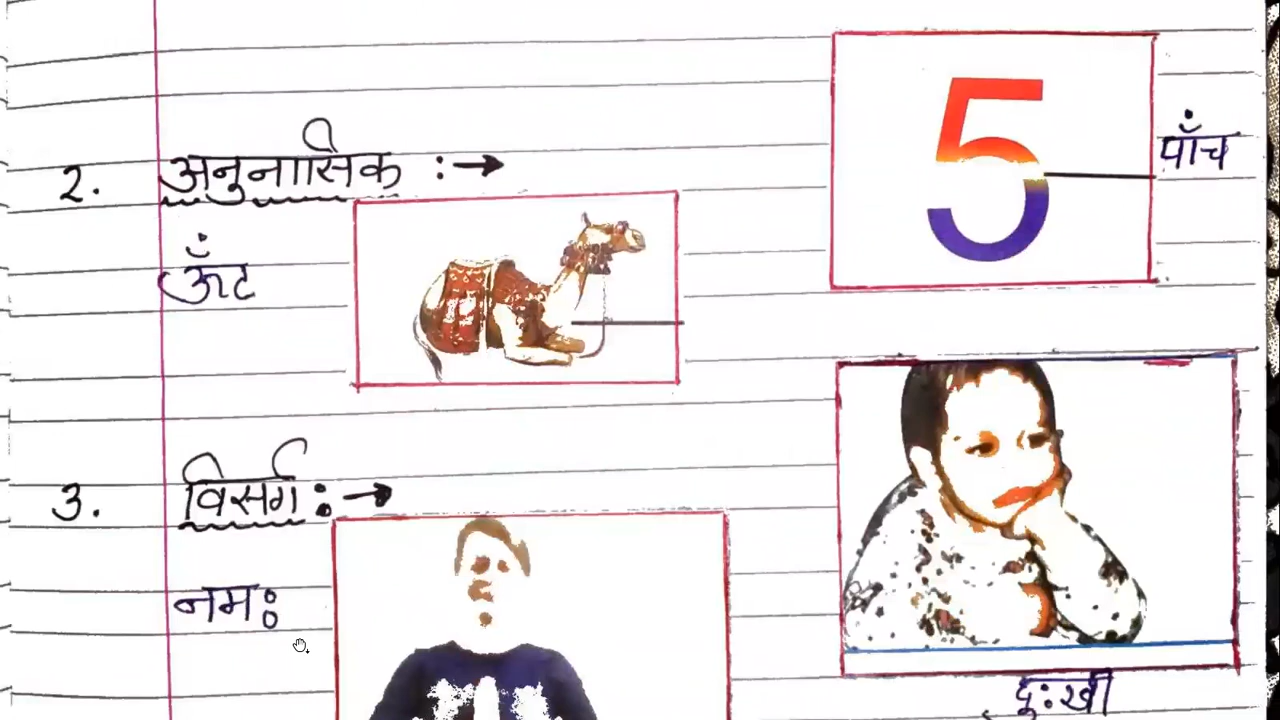 5
पाँच
2. अनुनासिक :→
ऊँट
3. विसर्ग :→
नमः
दुःखी